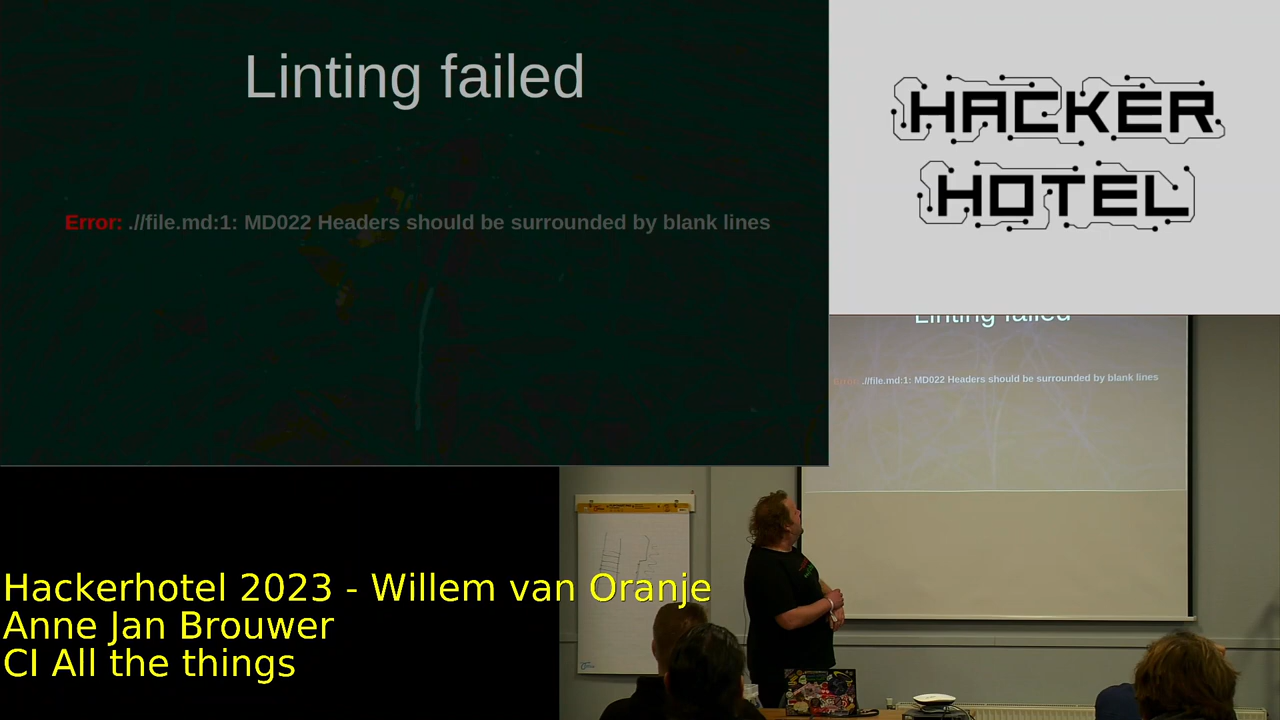 Linting failed
Error: .//file.md:1: MD022 Headers should be surrounded by blank lines
HACKER
HOTEL
Linting failed
Error: .//file.md:1: MD022 Headers should be surrounded by blank lines
Hackerhotel 2023 - Willem van Oranje
Anne Jan Brouwer
CI All the things